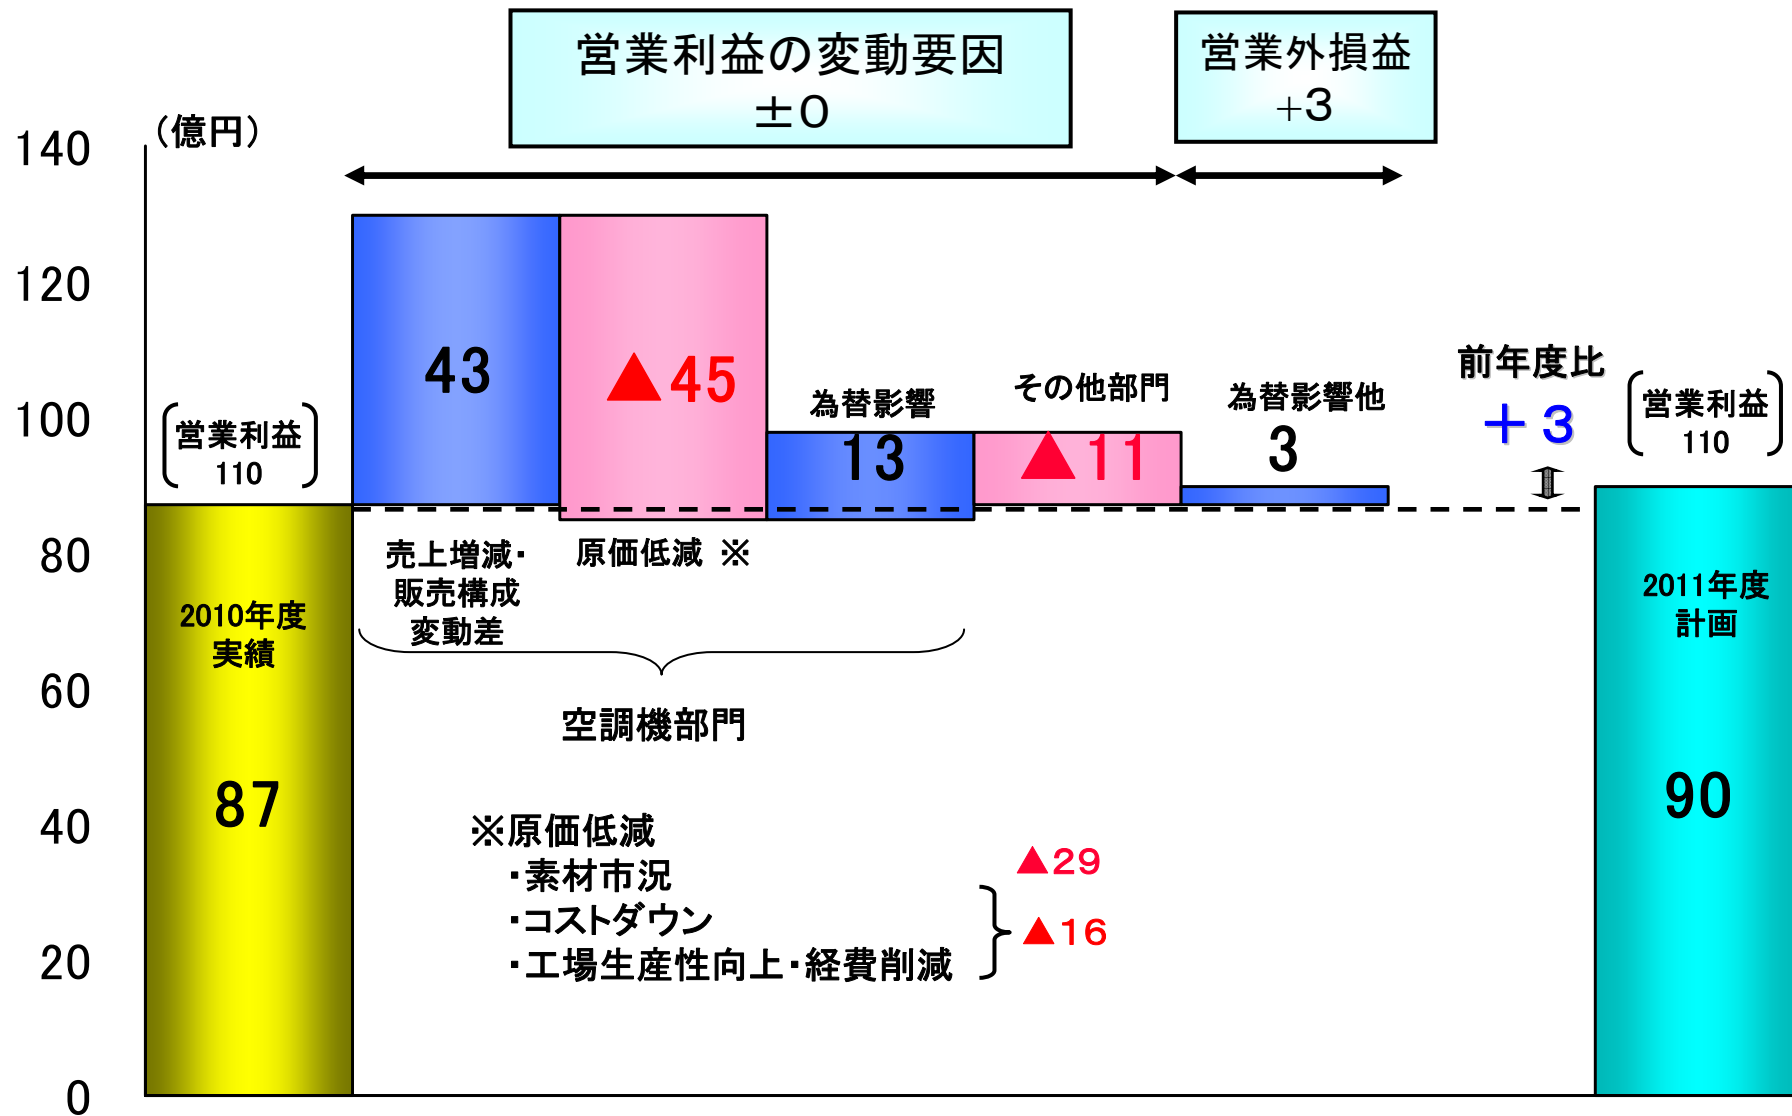 営業利益の変動要因
±0
営業外損益
+3
（億円）
140
120
100
80
60
40
20
0
営業利益
110
2010年度
実績
87
43
売上増減・
販売構成
変動差
▲45
原価低減 ※
為替影響
13
その他部門
▲11
為替影響他
3
前年度比
＋3
営業利益
110
2011年度
計画
90
空調機部門
※原価低減
・素材市況
▲29
・コストダウン
・工場生産性向上・経費削減
▲16